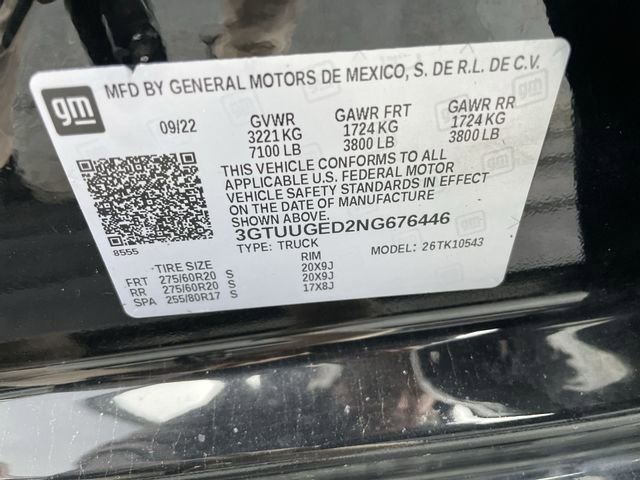 gm
MFD BY GENERAL MOTORS DE MEXICO, S. DE R.L. DE C.V.
09/22 GVWR GAWR FRT GAWR RR
3221 KG 1724 KG 1724 KG
7100 LB 3800 LB 3800 LB
THIS VEHICLE CONFORMS TO ALL
APPLICABLE U.S. FEDERAL MOTOR
VEHICLE SAFETY STANDARDS IN EFFECT
ON THE DATE OF MANUFACTURE
SHOWN ABOVE.
3GTUUGED2NG676446
8555 TYPE: TRUCK MODEL: 26TK10543
TIRE SIZE RIM
FRT 275/60R20 S 20X9J
RR 275/60R20 S 20X9J
SPA 255/80R17 S 17X8J